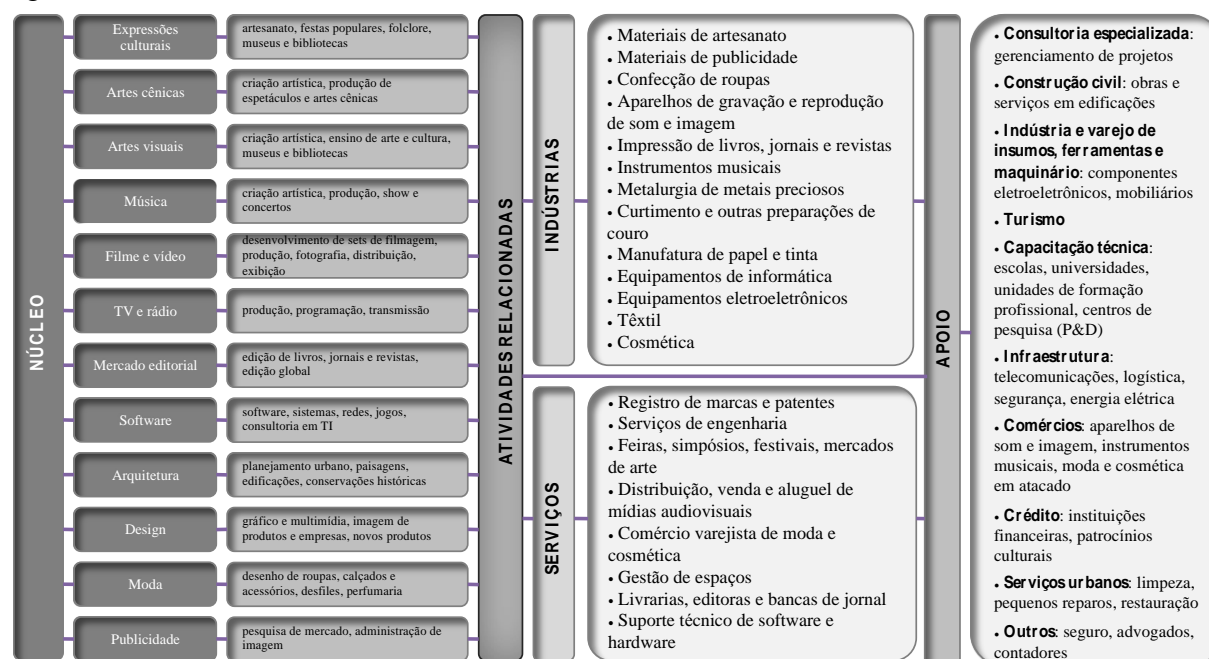 NÚCLEO
Expressões
culturais
artesanato, festas populares, folclore,
museus e bibliotecas
Artes cênicas
criação artística, produção de
espetáculos e artes cênicas
Artes visuais
criação artística, ensino de arte e cultura,
museus e bibliotecas
Música
criação artística, produção, show e
concertos
Filme e vídeo
desenvolvimento de sets de filmagem,
produção, fotografia, distribuição,
exibição
TV e rádio
produção, programação, transmissão
Mercado editorial
edição de livros, jornais e revistas,
edição global
Software
software, sistemas, redes, jogos,
consultoria em TI
Arquitetura
planejamento urbano, paisagens,
edificações, conservações históricas
Design
gráfico e multimídia, imagem de
produtos e empresas, novos produtos
Moda
desenho de roupas, calçados e
acessórios, desfiles, perfumaria
Publicidade
pesquisa de mercado, administração de
imagem
ATIVIDADES RELACIONADAS
INDÚSTRIAS
• Materiais de artesanato
• Materiais de publicidade
• Confecção de roupas
• Aparelhos de gravação e reprodução
de som e imagem
• Impressão de livros, jornais e revistas
• Instrumentos musicais
• Metalurgia de metais preciosos
• Curtimento e outras preparações de
couro
• Manufatura de papel e tinta
• Equipamentos de informática
• Equipamentos eletroeletrônicos
• Têxtil
• Cosmética
SERVIÇOS
• Registro de marcas e patentes
• Serviços de engenharia
• Feiras, simpósios, festivais, mercados
de arte
• Distribuição, venda e aluguel de
mídias audiovisuais
• Comércio varejista de moda e
cosmética
• Gestão de espaços
• Livrarias, editoras e bancas de jornal
• Suporte técnico de software e
hardware
APOIO
• Consultoria especializada:
gerenciamento de projetos
• Construção civil: obras e
serviços em edificações
• Indústria e varejo de
insumos, ferramentas e
maquinário: componentes
eletroeletrônicos, mobiliários
• Turismo
• Capacitação técnica:
escolas, universidades,
unidades de formação
profissional, centros de
pesquisa (P&D)
• Infraestrutura:
telecomunicações, logística,
segurança, energia elétrica
• Comércios: aparelhos de
som e imagem, instrumentos
musicais, moda e cosmética
em atacado
• Crédito: instituições
financeiras, patrocínios
culturais
• Serviços urbanos: limpeza,
pequenos reparos, restauração
• Outros: seguro, advogados,
contadores